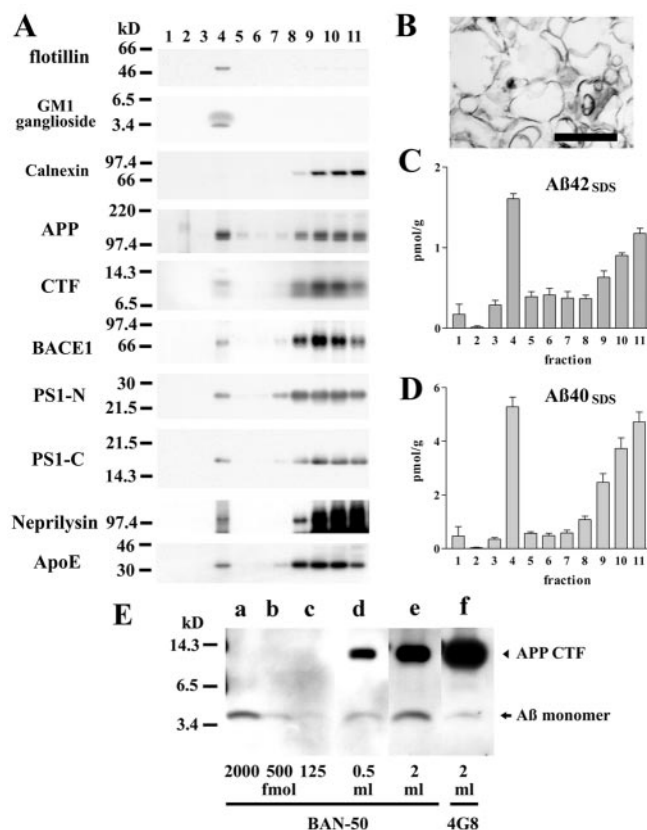 A
kD
1 2 3 4 5 6 7 8 9 10 11
flotillin
66
46
GM1
ganglioside
6.5
3.4
Calnexin
97.4
66
APP
220
97.4
CTF
14.3
6.5
BACE1
97.4
66
PS1-N
30
21.5
PS1-C
21.5
14.3
Neprilysin
97.4
ApoE
46
30
B
C
Aß42 SDS
pmol/g
2
1
0
1 2 3 4 5 6 7 8 9 10 11
fraction
D
Aß40 SDS
pmol/g
6
4
2
0
1 2 3 4 5 6 7 8 9 10 11
fraction
E
kD
a b c d e f
14.3
6.5
3.4
APP CTF
Aß monomer
2000 500 125 0.5 2 2
fmol ml ml ml
BAN-50 4G8